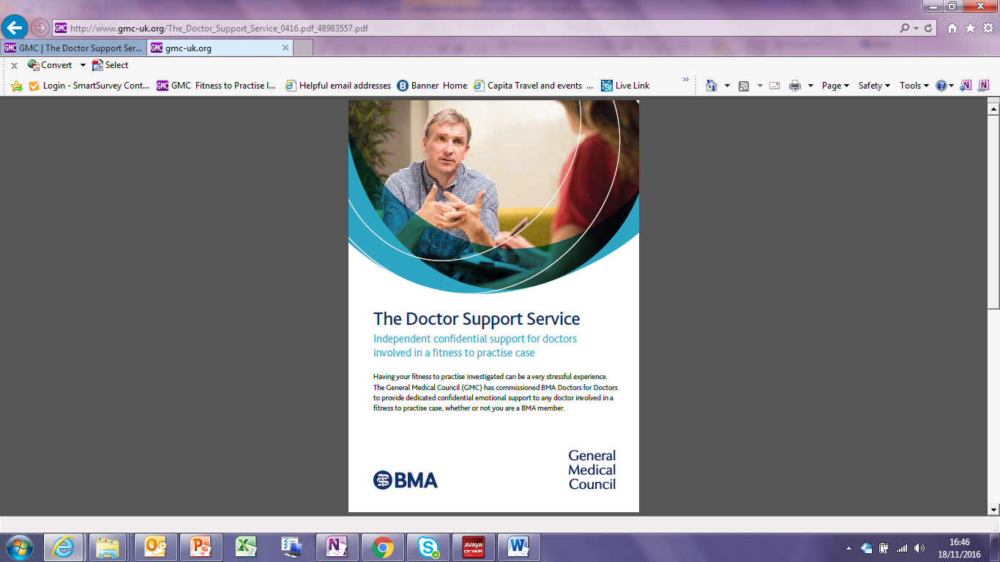 http://www.gmc-uk.org/The_Doctor_Support_Service_0416.pdf_48983557.pdf
GMC GMC | The Doctor Support Ser... GMC gmc-uk.org
Convert Select
Login - SmartSurvey Cont... GMC GMC Fitness to Practise I... Helpful email addresses B Banner Home Capita Travel and events ... Live Link Page Safety Tools
The Doctor Support Service
Independent confidential support for doctors
involved in a fitness to practise case
Having your fitness to practise investigated can be a very stressful experience.
The General Medical Council (GMC) has commissioned BMA Doctors for Doctors
to provide dedicated confidential emotional support to any doctor involved in a
fitness to practise case, whether or not you are a BMA member.
General
Medical
Council
BMA
AVAYA
one-X
16:46
18/11/2016